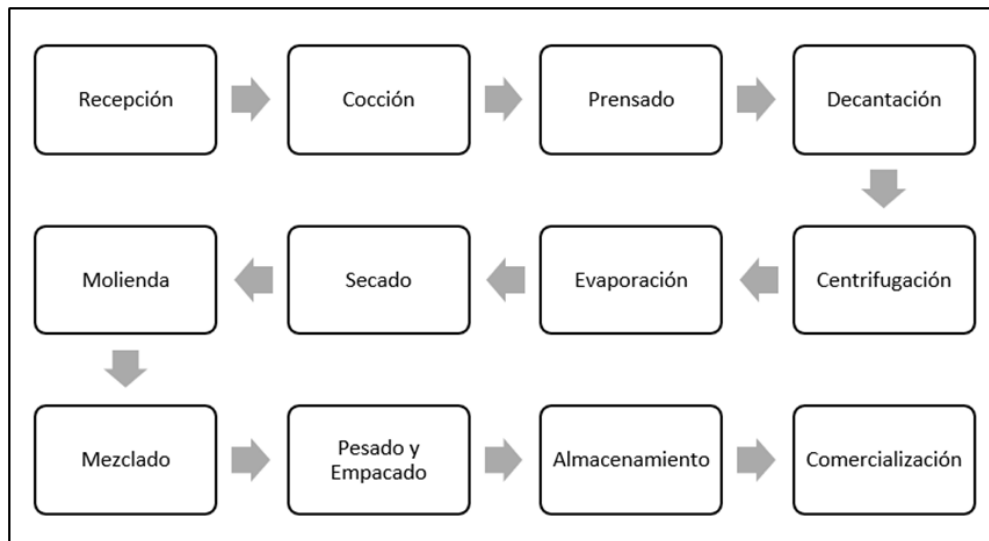 Recepción
Cocción
Prensado
Decantación
Centrifugación
Evaporación
Secado
Molienda
Mezclado
Pesado y
Empacado
Almacenamiento
Comercialización